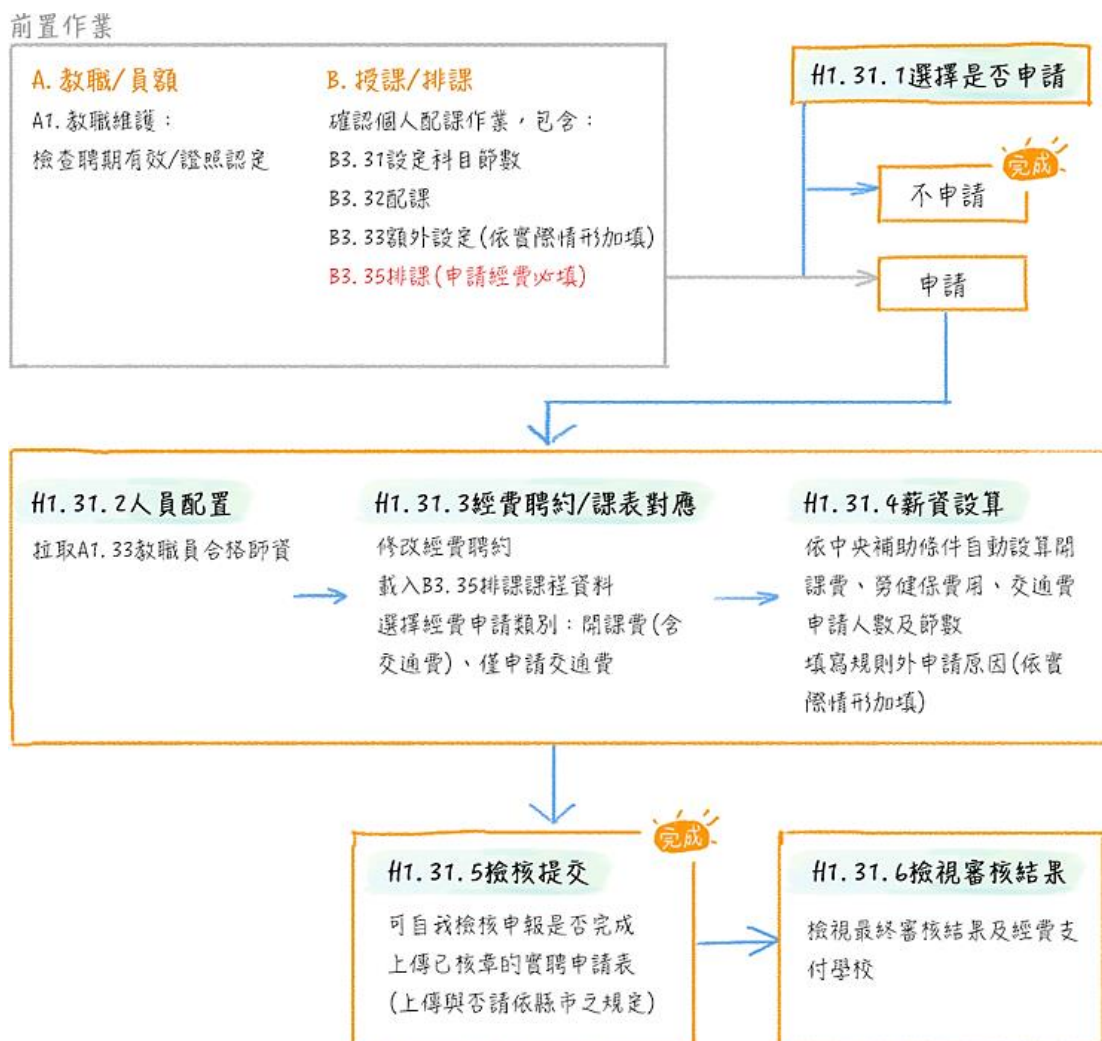 前置作業
A. 教職/員額
A1. 教職維護：
檢查聘期有效/證照認定
B. 授課/排課
確認個人配課作業，包含：
B3.31設定科目節數
B3.32配課
B3.33額外設定(依實際情形加填)
B3.35排課(申請經費必填)
H1.31.1選擇是否申請
完成
不申請
申請
H1.31.2人員配置
拉取A1.33教職員合格師資
H1.31.3經費聘約/課表對應
修改經費聘約
載入B3.35排課課程資料
選擇經費申請類別：開課費(含
交通費)、僅申請交通費
H1.31.4薪資設算
依中央補助條件自動設算開
課費、勞健保費用、交通費
申請人數及節數
填寫規則外申請原因(依實
際情形加填)
完成
H1.31.5檢核提交
可自我檢核申報是否完成
上傳已核章的實聘申請表
(上傳與否請依縣市之規定)
H1.31.6檢視審核結果
檢視最終審核結果及經費支
付學校